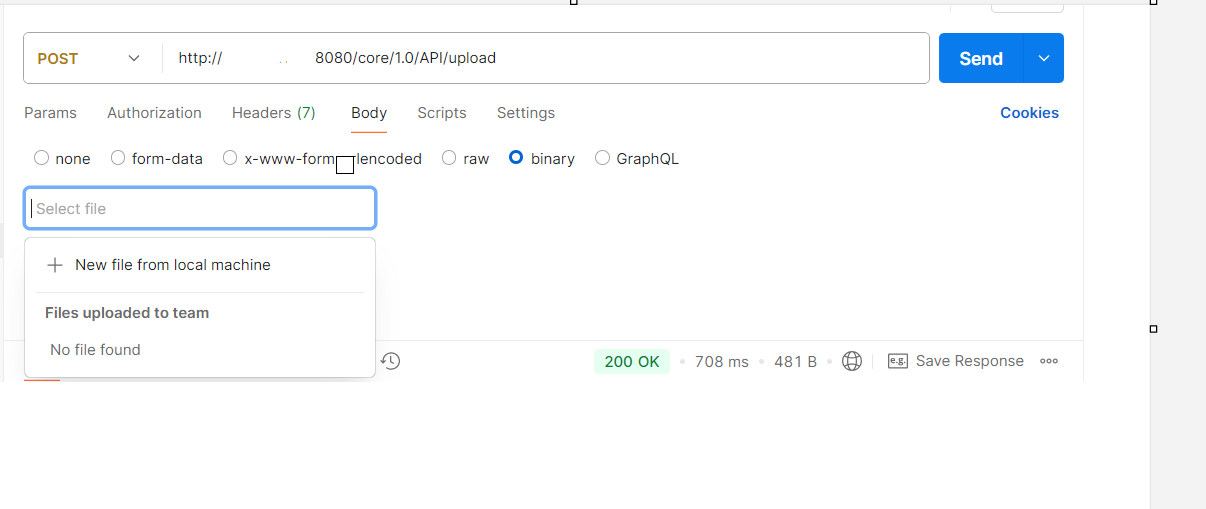 POST http:// 8080/core/1.0/API/upload Send
Params Authorization Headers (7) Body Scripts Settings Cookies
none form-data x-www-form lencoded raw binary GraphQL
Select file
New file from local machine
Files uploaded to team
No file found
200 OK 708 ms 481 B e.g. Save Response